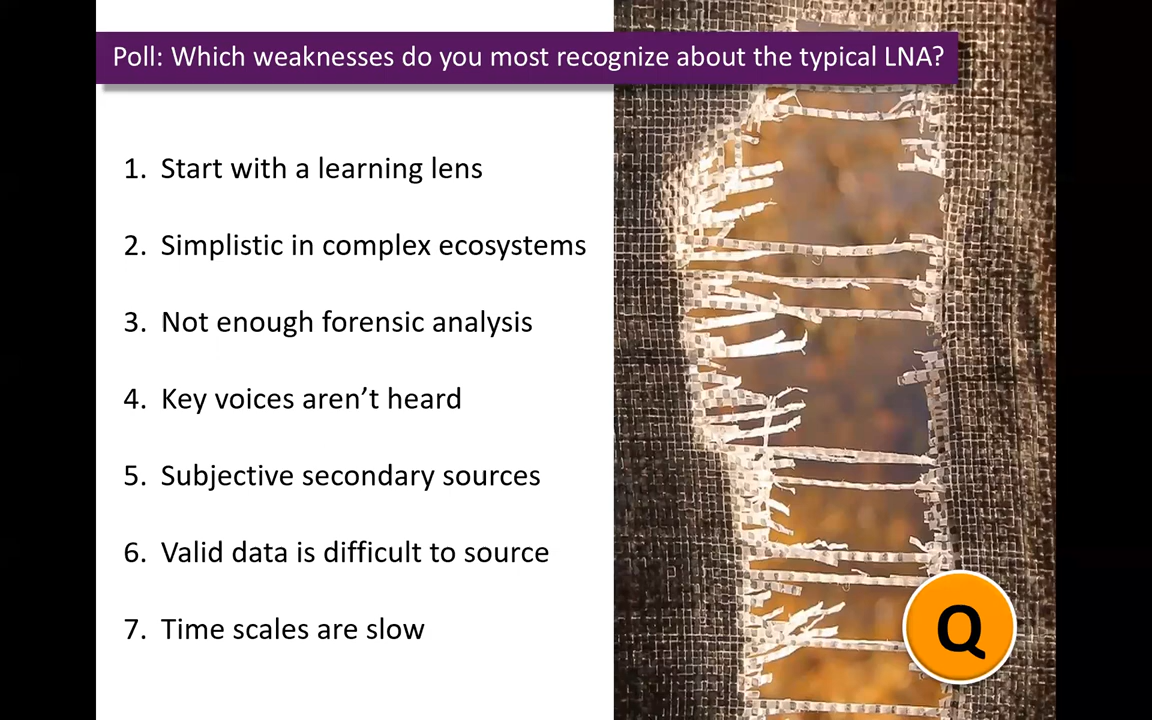 Poll: Which weaknesses do you most recognize about the typical LNA?
1. Start with a learning lens
2. Simplistic in complex ecosystems
3. Not enough forensic analysis
4. Key voices aren’t heard
5. Subjective secondary sources
6. Valid data is difficult to source
7. Time scales are slow
Q